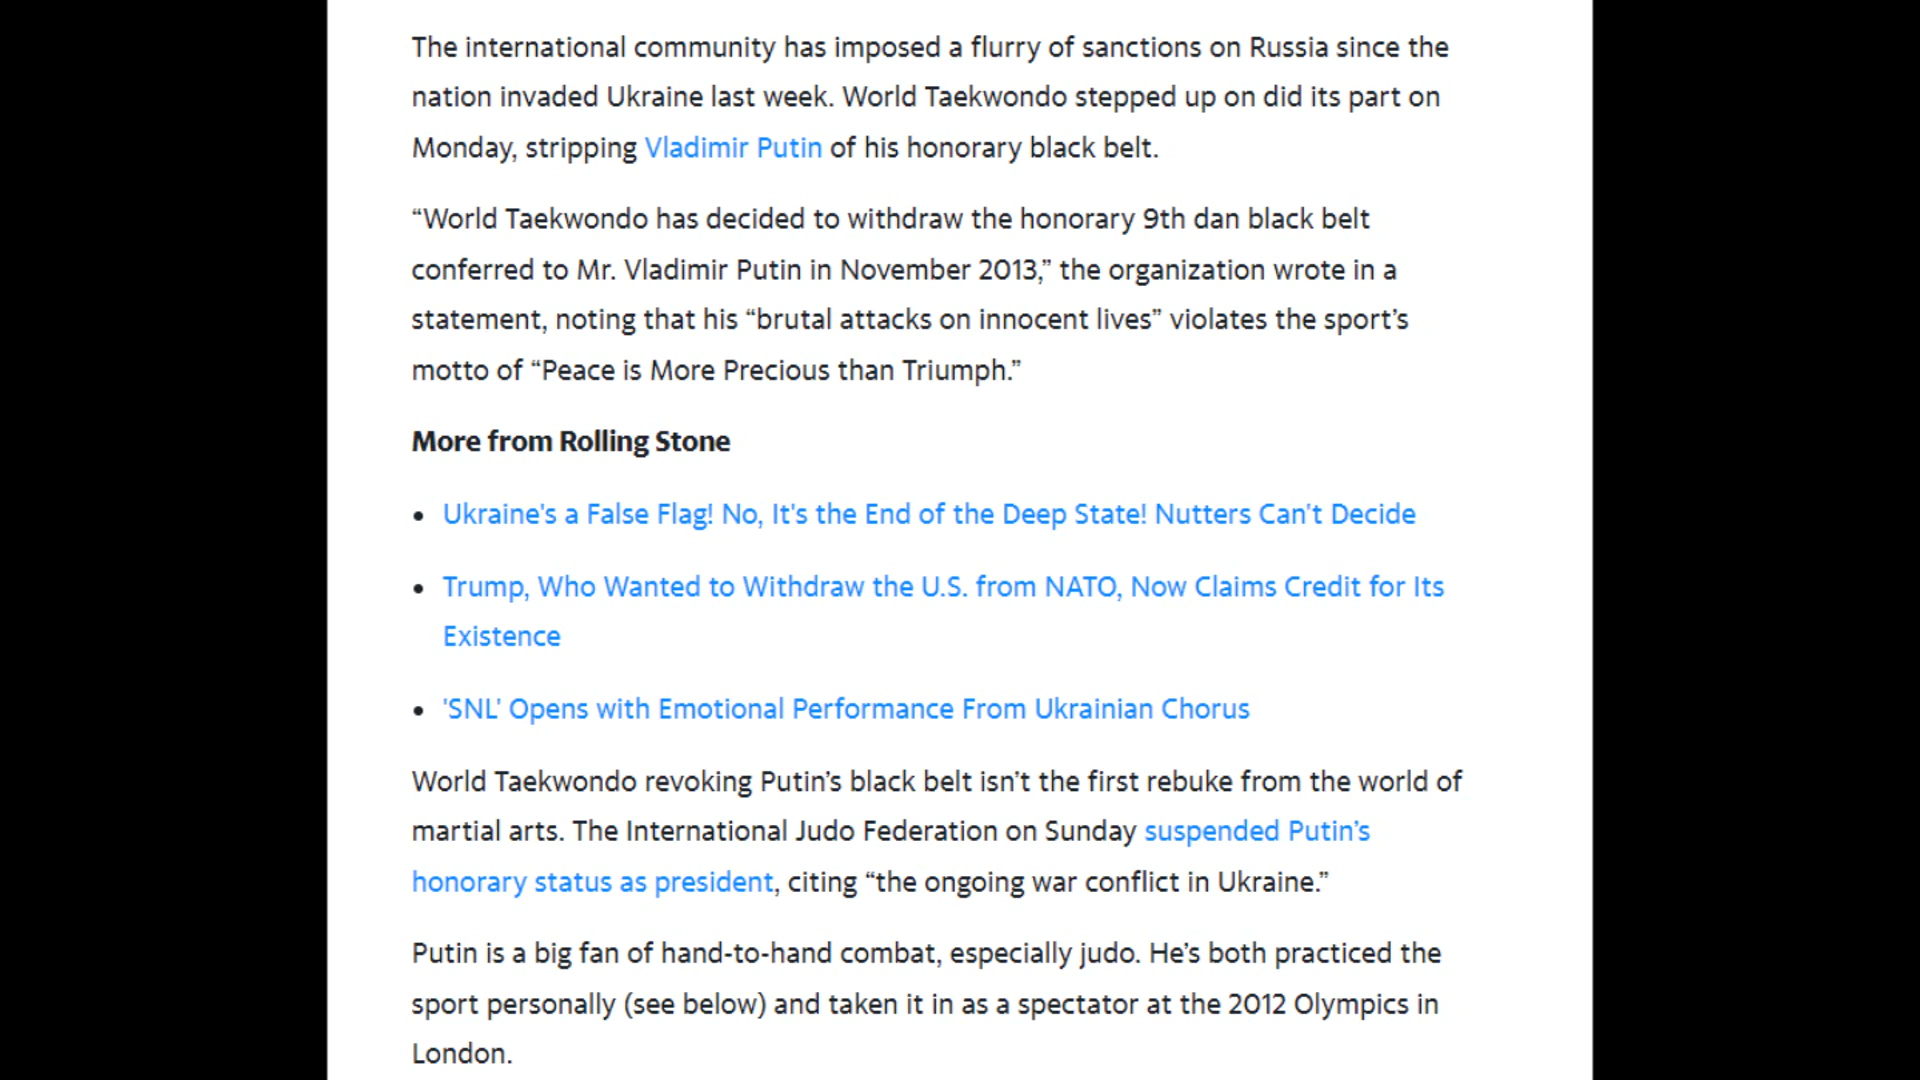 The international community has imposed a flurry of sanctions on Russia since the
nation invaded Ukraine last week. World Taekwondo stepped up on did its part on
Monday, stripping Vladimir Putin of his honorary black belt.
“World Taekwondo has decided to withdraw the honorary 9th dan black belt
conferred to Mr. Vladimir Putin in November 2013,” the organization wrote in a
statement, noting that his “brutal attacks on innocent lives” violates the sport’s
motto of “Peace is More Precious than Triumph.”
More from Rolling Stone
• Ukraine's a False Flag! No, It's the End of the Deep State! Nutters Can't Decide
• Trump, Who Wanted to Withdraw the U.S. from NATO, Now Claims Credit for Its
Existence
• 'SNL' Opens with Emotional Performance From Ukrainian Chorus
World Taekwondo revoking Putin’s black belt isn’t the first rebuke from the world of
martial arts. The International Judo Federation on Sunday suspended Putin’s
honorary status as president, citing “the ongoing war conflict in Ukraine.”
Putin is a big fan of hand-to-hand combat, especially judo. He’s both practiced the
sport personally (see below) and taken it in as a spectator at the 2012 Olympics in
London.